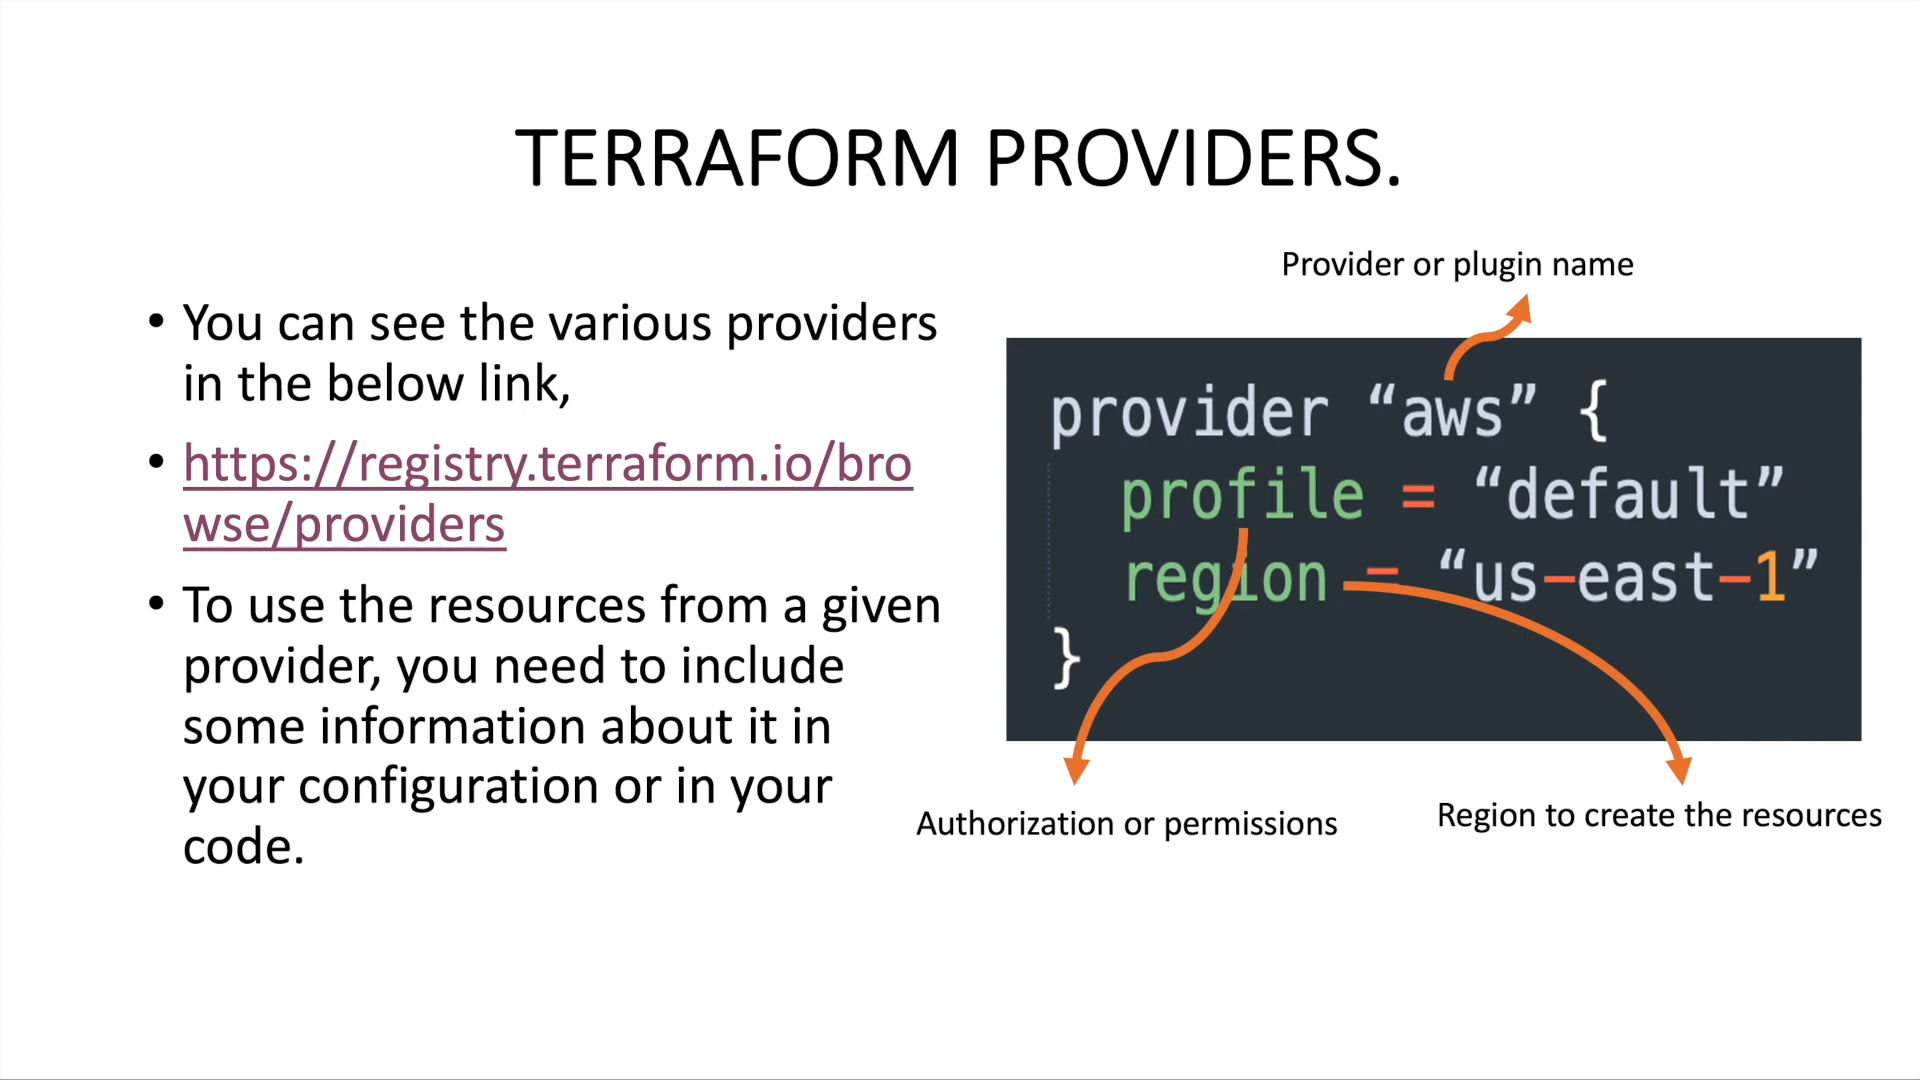 TERRAFORM PROVIDERS.
• You can see the various providers
in the below link,
• https://registry.terraform.io/bro
wse/providers
• To use the resources from a given
provider, you need to include
some information about it in
your configuration or in your
code.
Provider or plugin name
provider “aws” {
profile = “default”
region = “us-east-1”
}
Authorization or permissions
Region to create the resources